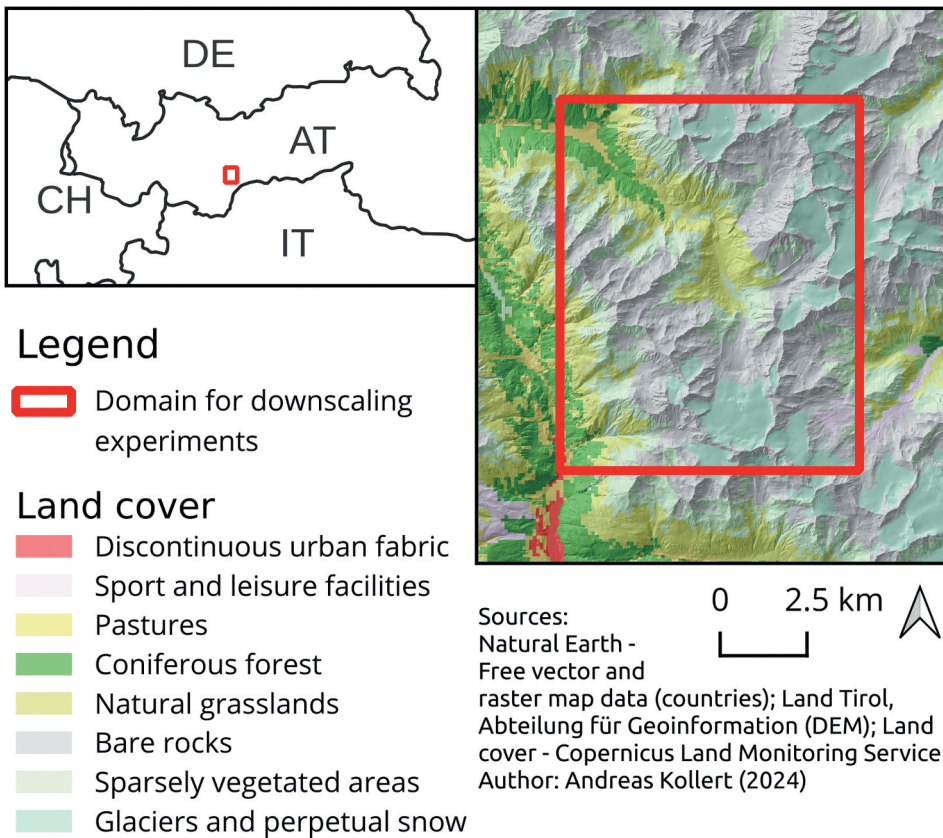 DE
AT
CH
IT
Legend
Domain for downscaling
experiments
Land cover
Discontinuous urban fabric
Sport and leisure facilities
Pastures
Coniferous forest
Natural grasslands
Bare rocks
Sparsely vegetated areas
Glaciers and perpetual snow
0 2.5 km
Sources:
Natural Earth -
Free vector and
raster map data (countries); Land Tirol,
Abteilung für Geoinformation (DEM); Land
cover - Copernicus Land Monitoring Service
Author: Andreas Kollert (2024)